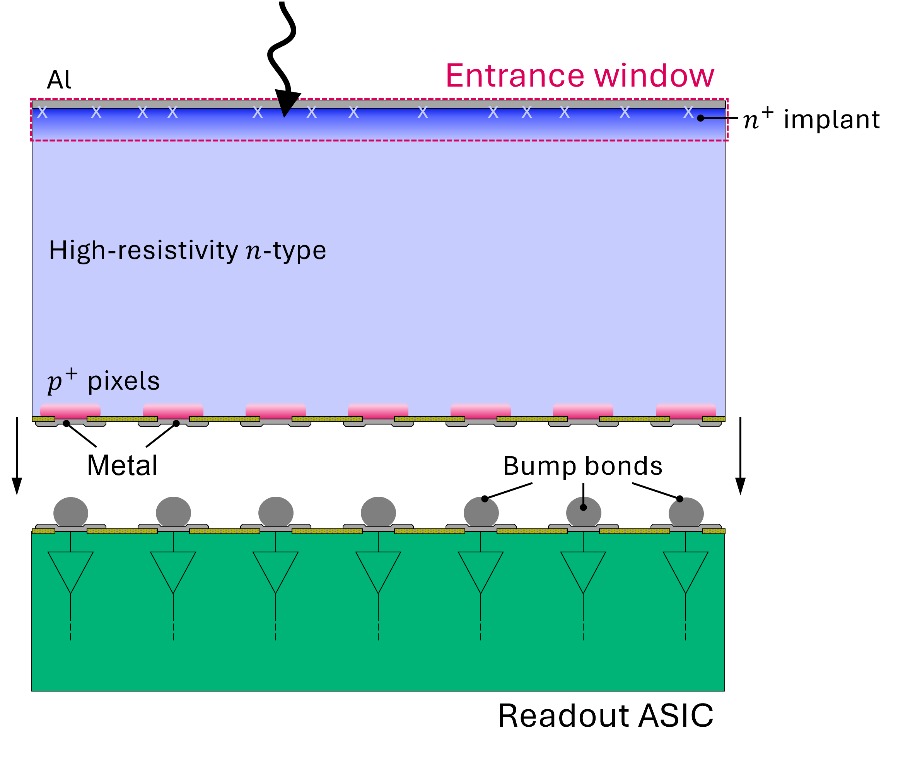 Al
Entrance window
n⁺ implant
High-resistivity n-type
p⁺ pixels
Metal
Bump bonds
Readout ASIC